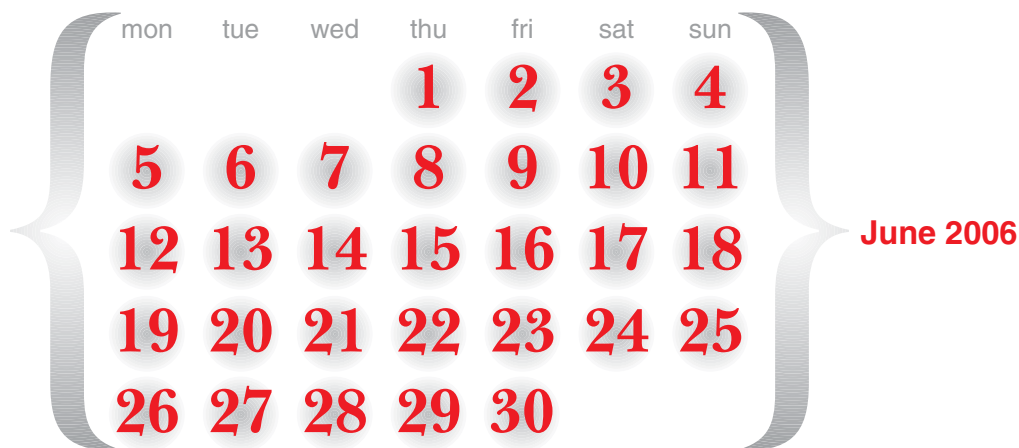 mon tue wed thu fri sat sun
1 2 3 4
5 6 7 8 9 10 11
12 13 14 15 16 17 18
June 2006
19 20 21 22 23 24 25
26 27 28 29 30